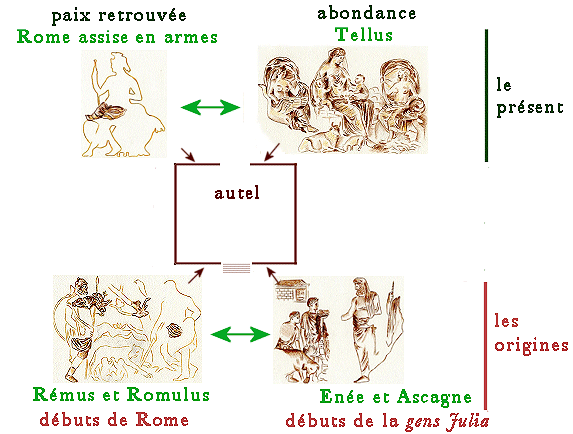 paix retrouvée
Rome assise en armes
abondance
Tellus
le
présent
autel
les
origines
Rémus et Romulus
débuts de Rome
Enée et Ascagne
débuts de la gens Julia